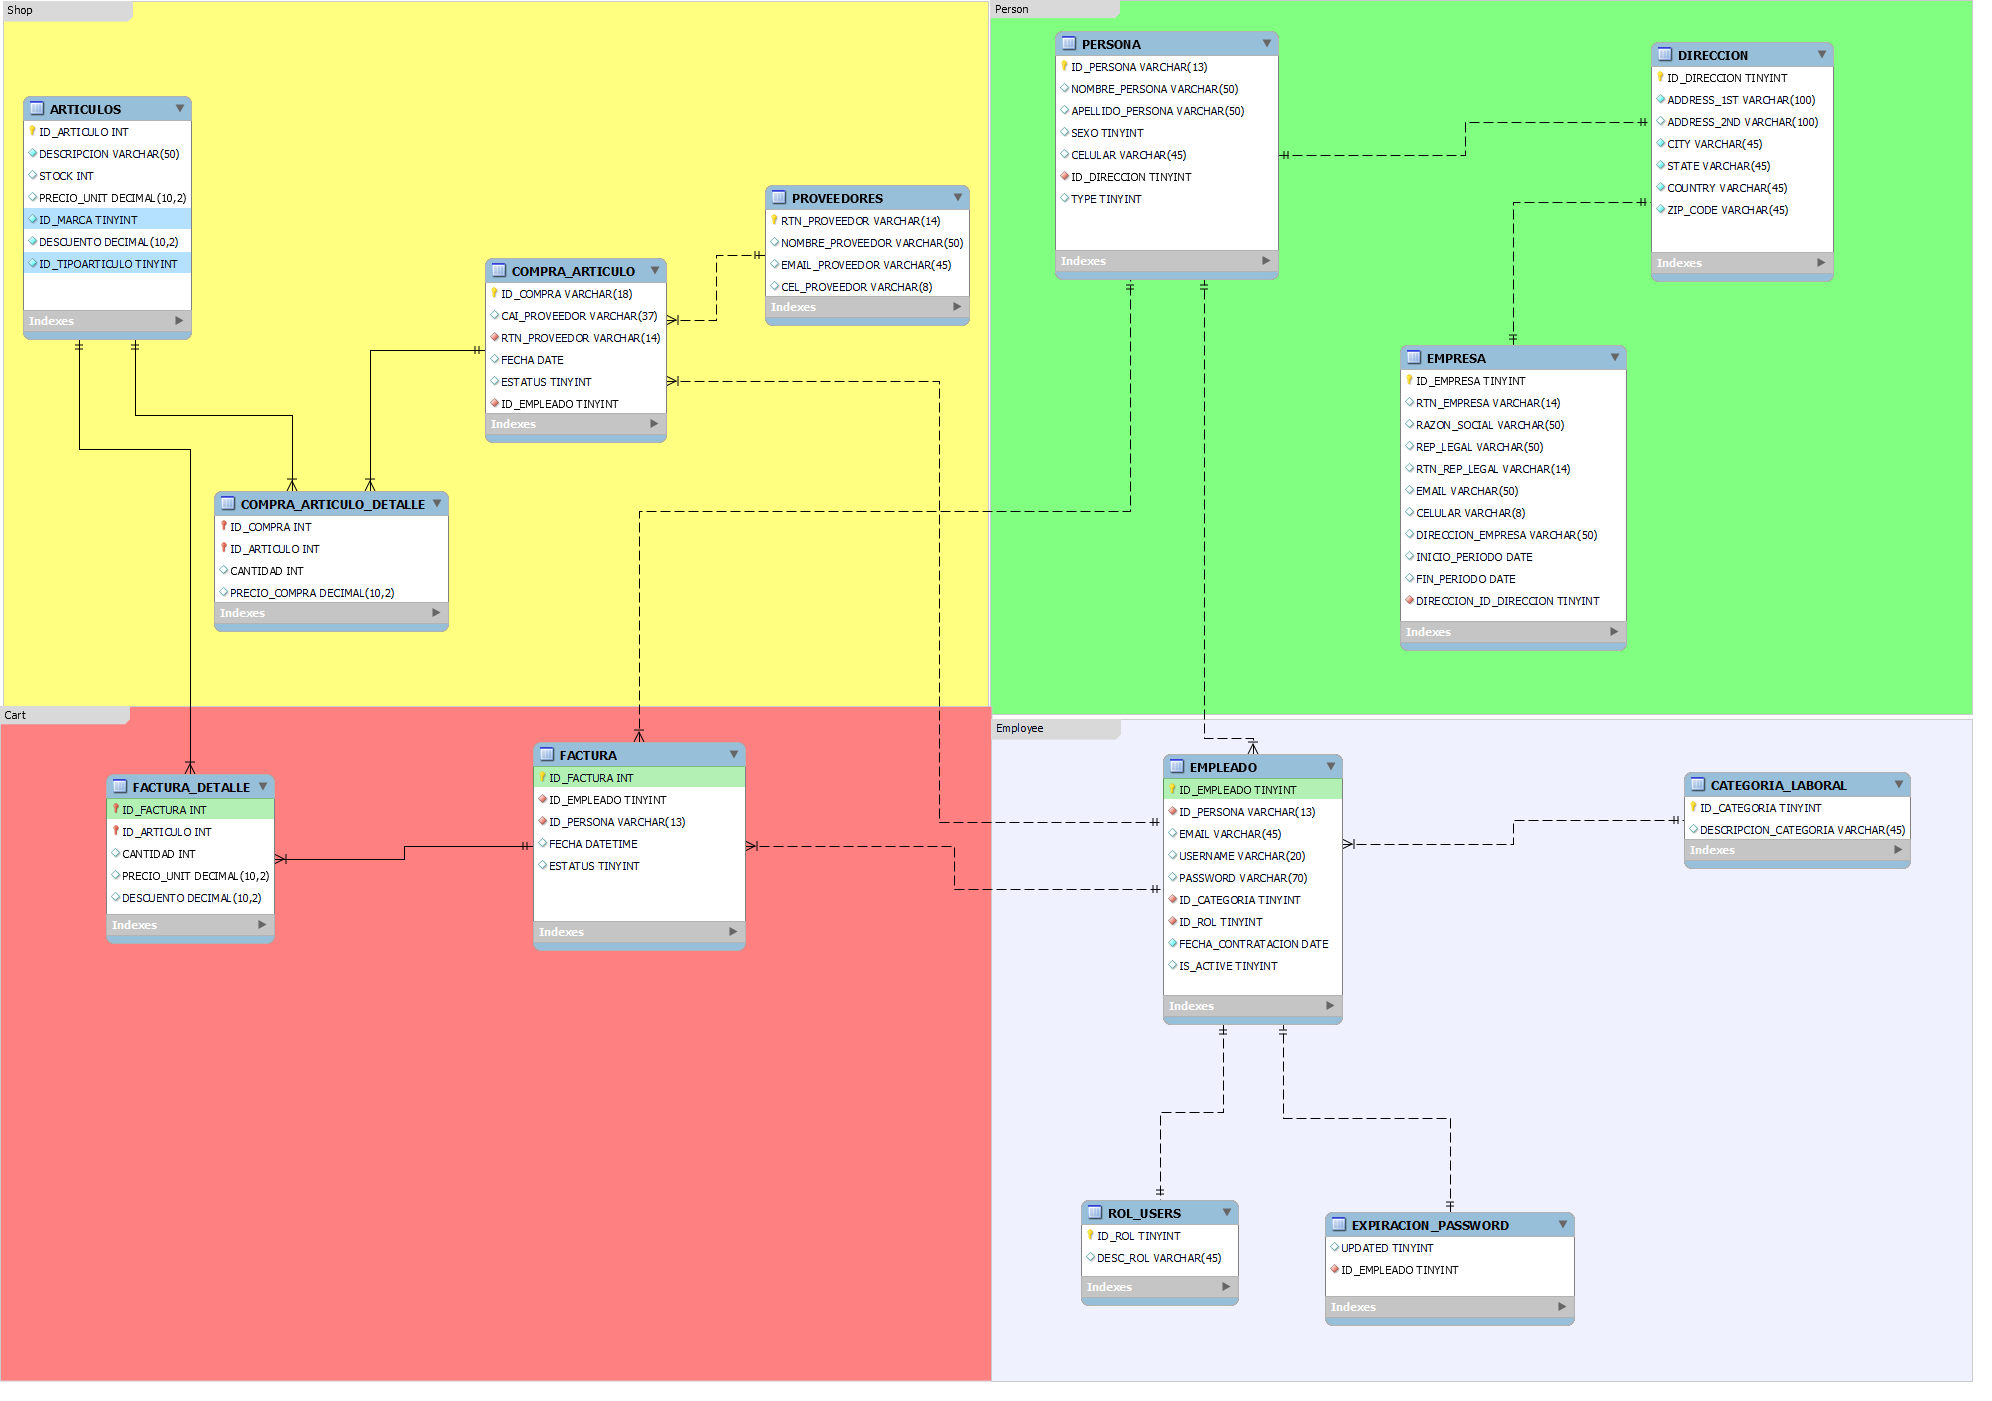 Shop
ARTICULOS
ID_ARTICULO INT
DESCRIPCION VARCHAR(50)
STOCK INT
PRECIO_UNIT DECIMAL(10,2)
ID_MARCA TINYINT
DESCUENTO DECIMAL(10,2)
ID_TIPOARTICULO TINYINT
Indexes
PROVEEDORES
RTN_PROVEEDOR VARCHAR(14)
NOMBRE_PROVEEDOR VARCHAR(50)
EMAIL_PROVEEDOR VARCHAR(45)
CEL_PROVEEDOR VARCHAR(8)
Indexes
COMPRA_ARTICULO
ID_COMPRA VARCHAR(18)
CAI_PROVEEDOR VARCHAR(37)
RTN_PROVEEDOR VARCHAR(14)
FECHA DATE
ESTATUS TINYINT
ID_EMPLEADO TINYINT
Indexes
COMPRA_ARTICULO_DETALLE
ID_COMPRA INT
ID_ARTICULO INT
CANTIDAD INT
PRECIO_COMPRA DECIMAL(10,2)
Indexes
Person
PERSONA
ID_PERSONA VARCHAR(13)
NOMBRE_PERSONA VARCHAR(50)
APELLIDO_PERSONA VARCHAR(50)
SEXO TINYINT
CELULAR VARCHAR(45)
ID_DIRECCION TINYINT
TYPE TINYINT
Indexes
DIRECCION
ID_DIRECCION TINYINT
ADDRESS_1ST VARCHAR(100)
ADDRESS_2ND VARCHAR(100)
CITY VARCHAR(45)
STATE VARCHAR(45)
COUNTRY VARCHAR(45)
ZIP_CODE VARCHAR(45)
Indexes
EMPRESA
ID_EMPRESA TINYINT
RTN_EMPRESA VARCHAR(14)
RAZON_SOCIAL VARCHAR(50)
REP_LEGAL VARCHAR(50)
RTN_REP_LEGAL VARCHAR(14)
EMAIL VARCHAR(50)
CELULAR VARCHAR(8)
DIRECCION_EMPRESA VARCHAR(50)
INICIO_PERIODO DATE
FIN_PERIODO DATE
DIRECCION_ID_DIRECCION TINYINT
Indexes
Cart
FACTURA_DETALLE
ID_FACTURA INT
ID_ARTICULO INT
CANTIDAD INT
PRECIO_UNIT DECIMAL(10,2)
DESCUENTO DECIMAL(10,2)
Indexes
FACTURA
ID_FACTURA INT
ID_EMPLEADO TINYINT
ID_PERSONA VARCHAR(13)
FECHA DATETIME
ESTATUS TINYINT
Indexes
Employee
EMPLEADO
ID_EMPLEADO TINYINT
ID_PERSONA VARCHAR(13)
EMAIL VARCHAR(45)
USERNAME VARCHAR(20)
PASSWORD VARCHAR(70)
ID_CATEGORIA TINYINT
ID_ROL TINYINT
FECHA_CONTRATACION DATE
IS_ACTIVE TINYINT
Indexes
CATEGORIA_LABORAL
ID_CATEGORIA TINYINT
DESCRIPCION_CATEGORIA VARCHAR(45)
Indexes
ROL_USERS
ID_ROL TINYINT
DESC_ROL VARCHAR(45)
Indexes
EXPIRACION_PASSWORD
UPDATED TINYINT
ID_EMPLEADO TINYINT
Indexes